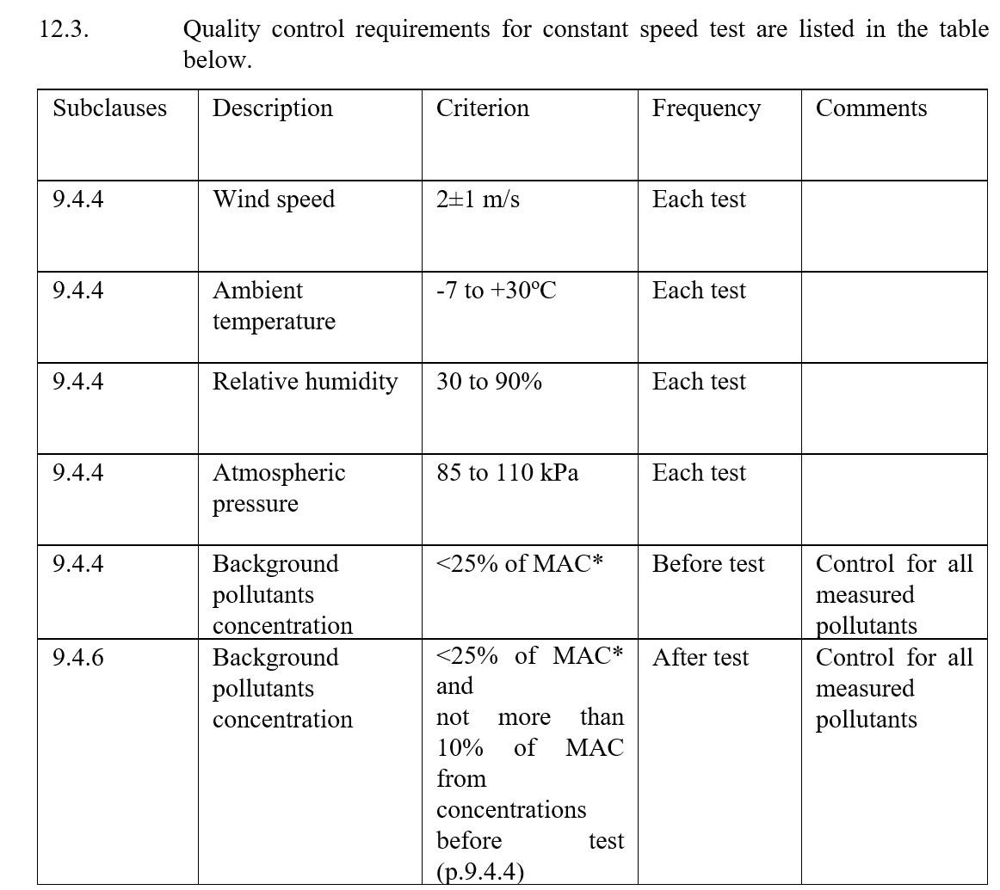 12.3. Quality control requirements for constant speed test are listed in the table
below.
Subclauses Description Criterion Frequency Comments
9.4.4 Wind speed 2±1 m/s Each test
9.4.4 Ambient -7 to +30ºC Each test
temperature
9.4.4 Relative humidity 30 to 90% Each test
9.4.4 Atmospheric 85 to 110 kPa Each test
pressure
9.4.4 Background <25% of MAC* Before test Control for all
pollutants measured
concentration pollutants
9.4.6 Background <25% of MAC* After test Control for all
pollutants and measured
concentration not more than pollutants
10% of MAC
from
concentrations
before test
(p.9.4.4)